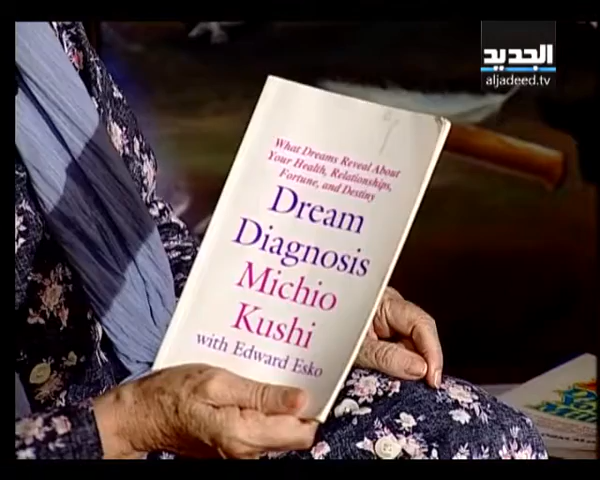 الجديد
aljadeed.tv
What Dreams Reveal About
Your Health, Relationships,
Fortune, and Destiny
Dream
Diagnosis
Michio
Kushi
with Edward Esko